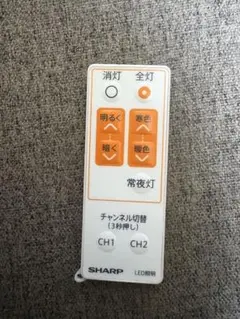 消灯 全灯
明るく 寒色
暗く 暖色
常夜灯
チャンネル切替
(3秒押し)
CH1 CH2
SHARP LED照明